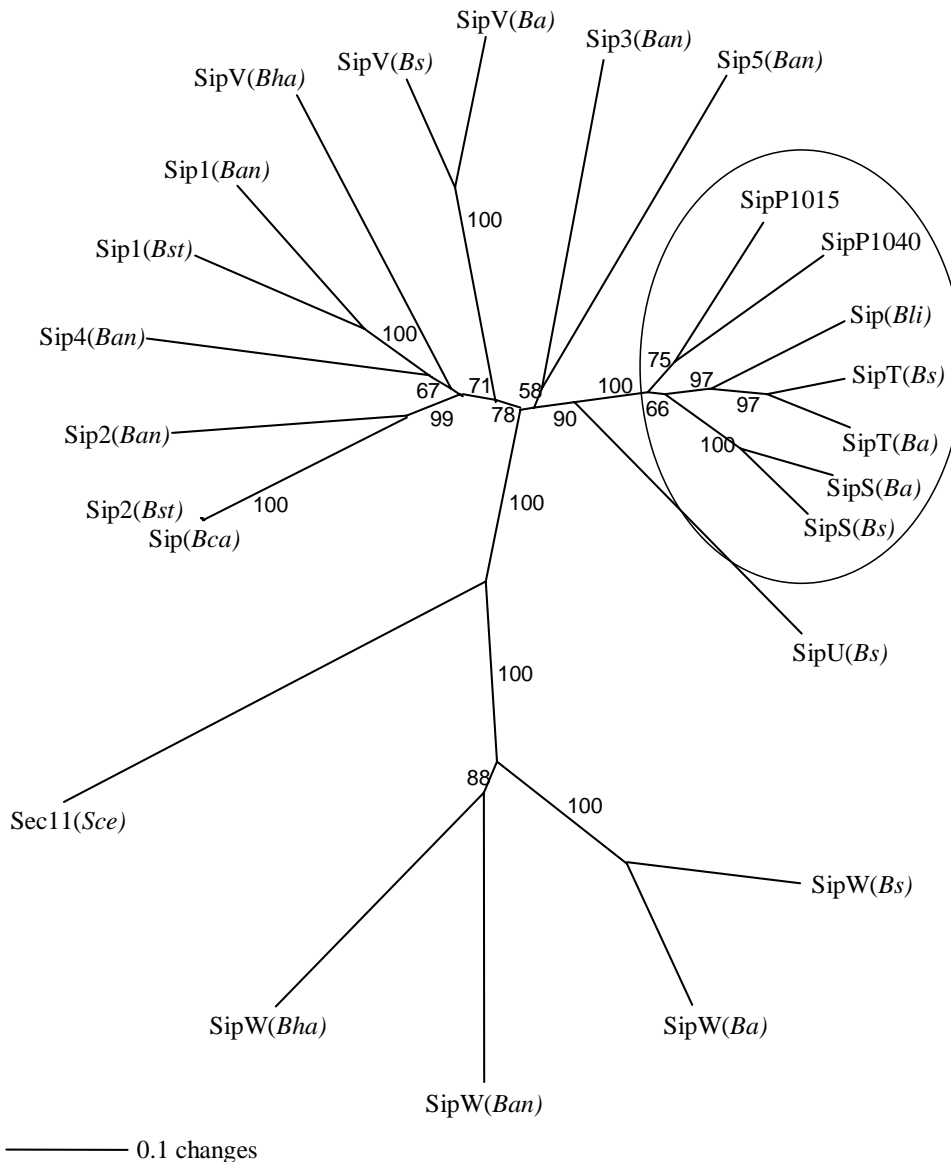 SipV(Ba)
Sip3(Ban)
SipV(Bs)
Sip5(Ban)
SipV(Bha)
Sip1(Ban)
SipP1015
100
SipP1040
Sip1(Bst)
Sip(Bli)
Sip4(Ban)
100
75
SipT(Bs)
67
71
58
100
97
99
78
90
66
97
Sip2(Ban)
SipT(Ba)
100
SipS(Ba)
Sip2(Bst)
100
100
SipS(Bs)
Sip(Bca)
SipU(Bs)
100
88
100
Sec11(Sce)
SipW(Bs)
SipW(Bha)
SipW(Ba)
SipW(Ban)
0.1 changes